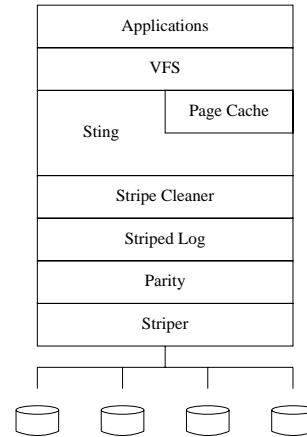 Applications
VFS
Page Cache
Sting
Stripe Cleaner
Striped Log
Parity
Striper